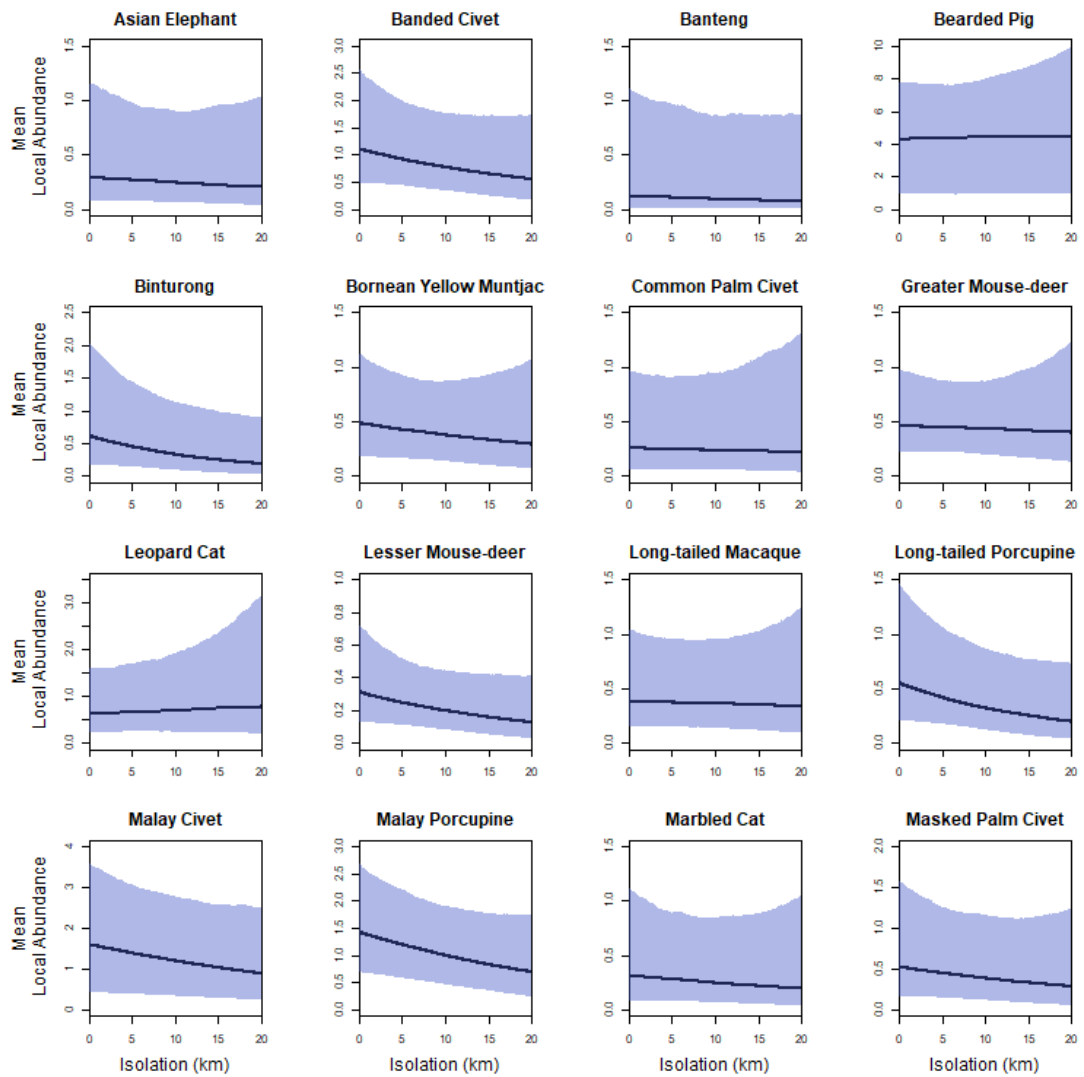 Asian Elephant
Banded Civet
Banteng
Bearded Pig
Mean
Local Abundance
0.0 0.5 1.0 1.5
0 5 10 15 20
0.0 0.5 1.0 1.5 2.0 2.5 3.0
0 5 10 15 20
0.0 0.5 1.0 1.5
0 5 10 15 20
0 2 4 6 8 10
0 5 10 15 20
Binturong
Bornean Yellow Muntjac
Common Palm Civet
Greater Mouse-deer
Mean
Local Abundance
0.0 0.5 1.0 1.5 2.0 2.5
0 5 10 15 20
0.0 0.5 1.0 1.5
0 5 10 15 20
0.0 0.5 1.0 1.5
0 5 10 15 20
0.0 0.5 1.0 1.5
0 5 10 15 20
Leopard Cat
Lesser Mouse-deer
Long-tailed Macaque
Long-tailed Porcupine
Mean
Local Abundance
0.0 1.0 2.0 3.0
0 5 10 15 20
0.0 0.2 0.4 0.6 0.8 1.0
0 5 10 15 20
0.0 0.5 1.0 1.5
0 5 10 15 20
0.0 0.5 1.0 1.5
0 5 10 15 20
Malay Civet
Malay Porcupine
Marbled Cat
Masked Palm Civet
Mean
Local Abundance
0 1 2 3 4
0 5 10 15 20
0.0 0.5 1.0 1.5 2.0 2.5 3.0
0 5 10 15 20
0.0 0.5 1.0 1.5
0 5 10 15 20
0.0 0.5 1.0 1.5 2.0
0 5 10 15 20
Isolation (km)
Isolation (km)
Isolation (km)
Isolation (km)